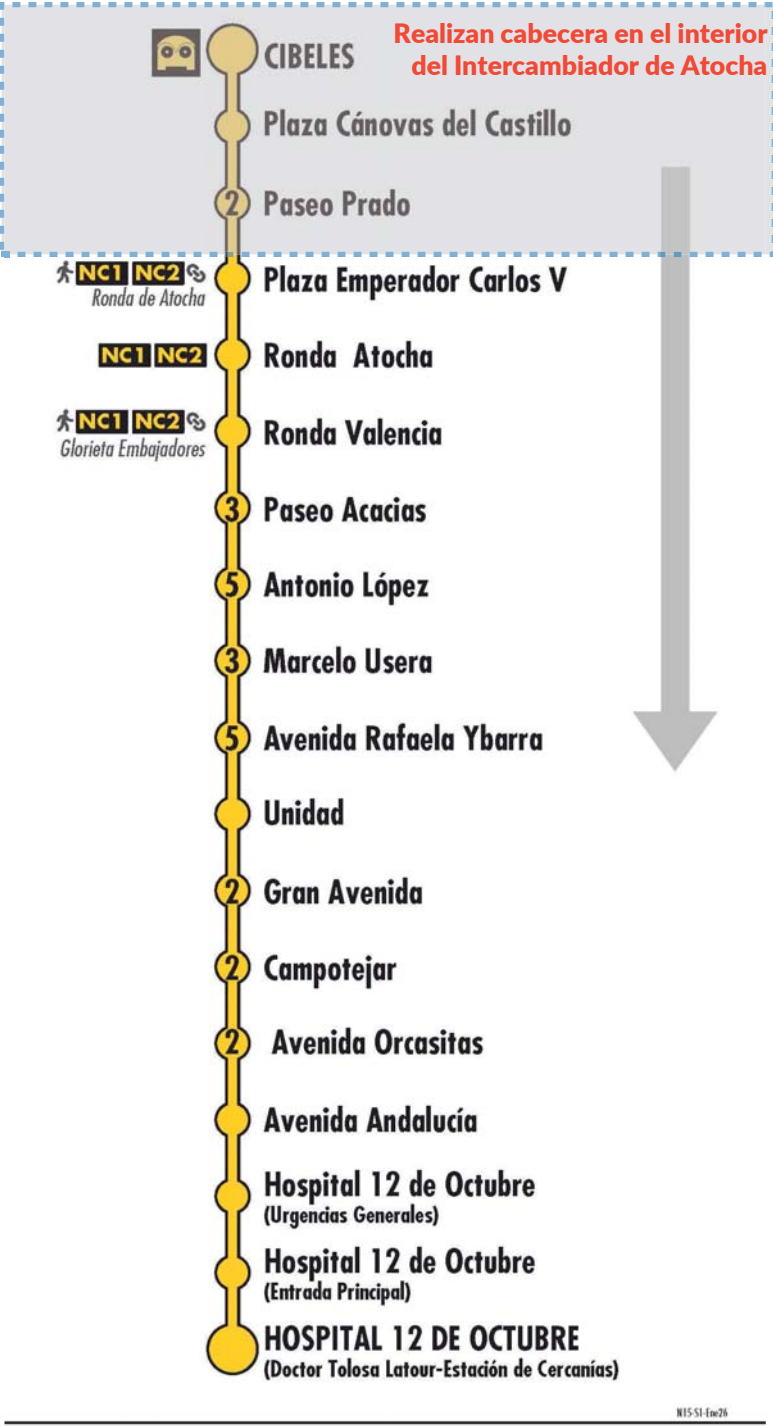 Realizan cabecera en el interior
del Intercambiador de Atocha
CIBELES
Plaza Cánovas del Castillo
2 Paseo Prado
NC1 NC2 Plaza Emperador Carlos V
Ronda de Atocha
NC1 NC2 Ronda Atocha
NC1 NC2 Ronda Valencia
Glorieta Embajadores
3 Paseo Acacias
5 Antonio López
3 Marcelo Usera
5 Avenida Rafaela Ybarra
Unidad
2 Gran Avenida
2 Campotejar
2 Avenida Orcasitas
Avenida Andalucía
Hospital 12 de Octubre
(Urgencias Generales)
Hospital 12 de Octubre
(Entrada Principal)
HOSPITAL 12 DE OCTUBRE
(Doctor Tolosa Latour-Estación de Cercanías)
N15-S1-Ene26